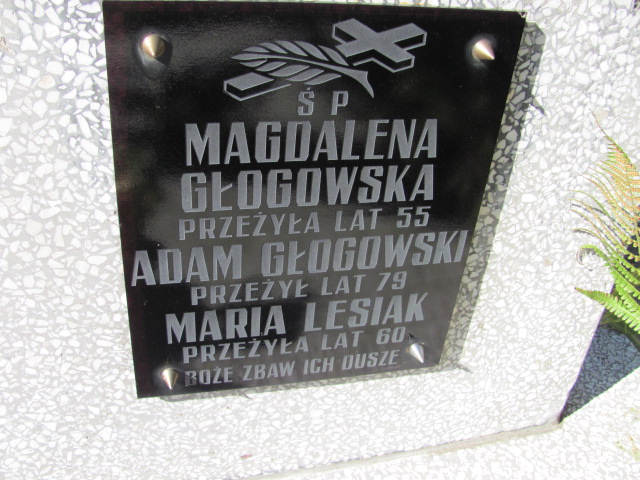 Ś P
MAGDALENA
GŁOGOWSKA
PRZEŻYŁA LAT 55
ADAM GŁOGOWSKI
PRZEŻYŁ LAT 79
MARIA LESIAK
PRZEŻYŁA LAT 60
BOŻE ZBAW ICH DUSZE